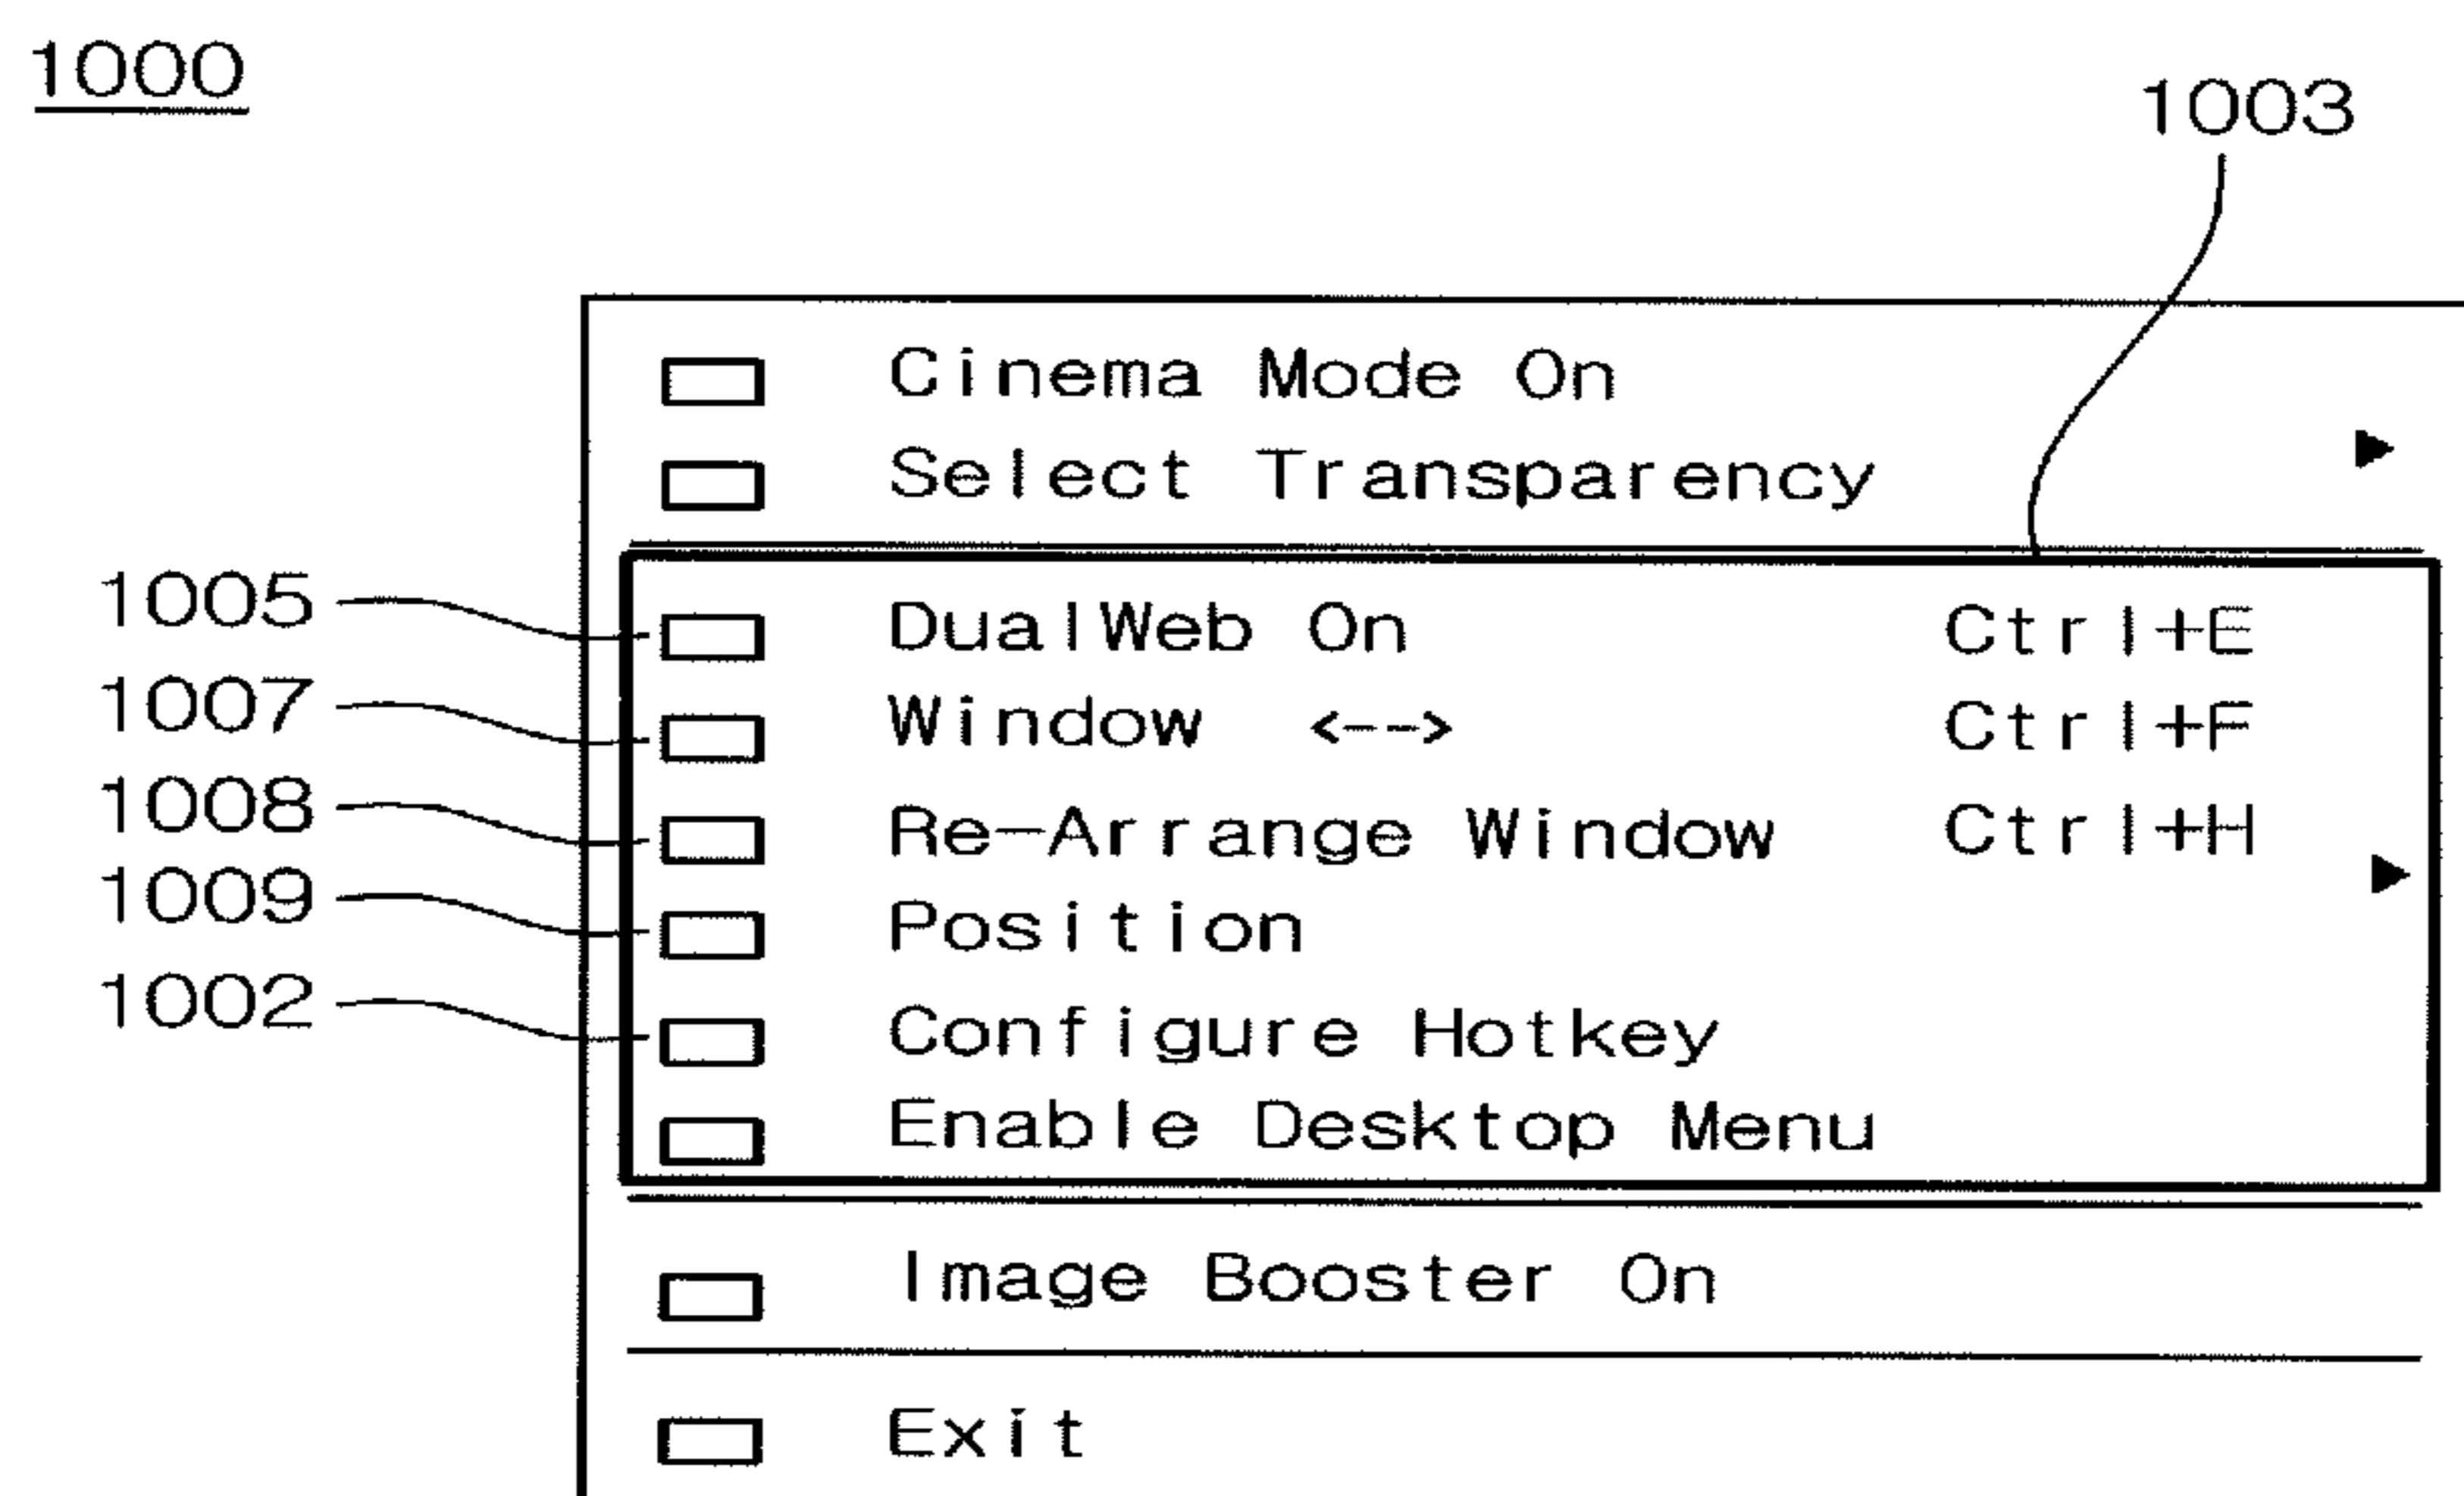 1000
1003
Cinema Mode On
Select Transparency ▶
1005 DualWeb On Ctrl+E
1007 Window <--> Ctrl+F
1008 Re-Arrange Window Ctrl+H
1009 Position ▶
1002 Configure Hotkey
Enable Desktop Menu
Image Booster On
Exit